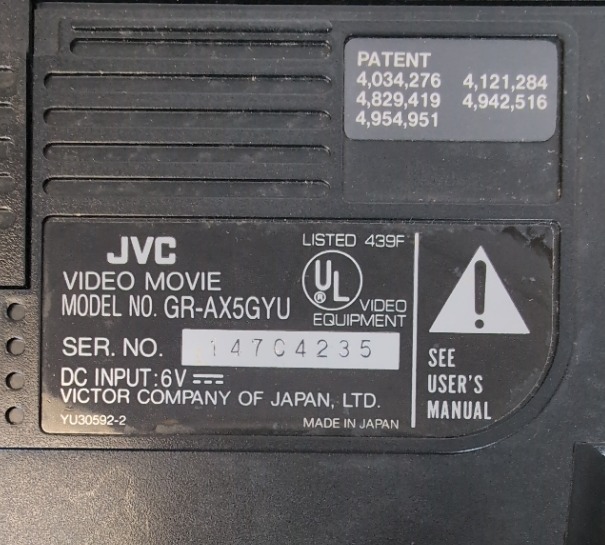 PATENT
4,034,276 4,121,284
4,829,419 4,942,516
4,954,951
JVC
VIDEO MOVIE
MODEL NO. GR-AX5GYU
SER. NO. 14704235
DC INPUT:6V
VICTOR COMPANY OF JAPAN, LTD.
YU30592-2
MADE IN JAPAN
LISTED 439F
UL
®
VIDEO
EQUIPMENT
!
SEE
USER'S
MANUAL